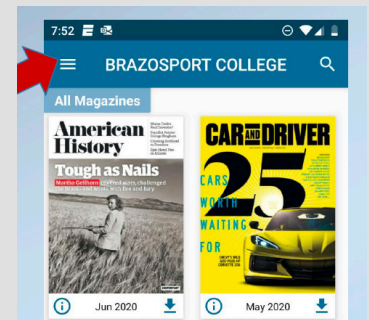 7:52
BRAZOSPORT COLLEGE
All Magazines
American
History
Tough as Nails
Martha Gellhorn
CAR AND DRIVER
25
CARS
WORTH
WAITING
FOR
Jun 2020
May 2020